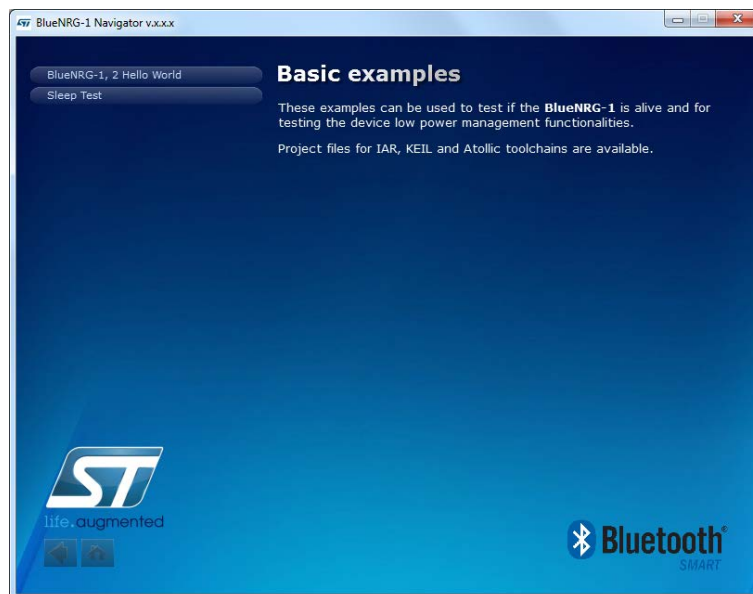 BlueNRG-1 Navigator v.x.x.x
BlueNRG-1, 2 Hello World
Sleep Test
Basic examples
These examples can be used to test if the BlueNRG-1 is alive and for
testing the device low power management functionalities.
Project files for IAR, KEIL and Atollic toolchains are available.
ST
life.augmented
Bluetooth®
SMART